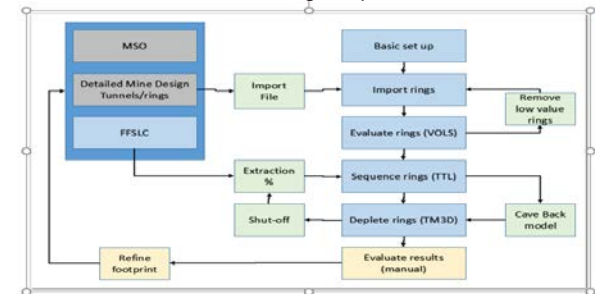 MSO
Detailed Mine Design
Tunnels/rings
FFSLC
Import
File
Extraction
%
Shut-off
Refine
footprint
Basic set up
Import rings
Evaluate rings (VOLS)
Sequence rings (TTL)
Deplete rings (TM3D)
Evaluate results
(manual)
Remove
low value
rings
Cave Back
model